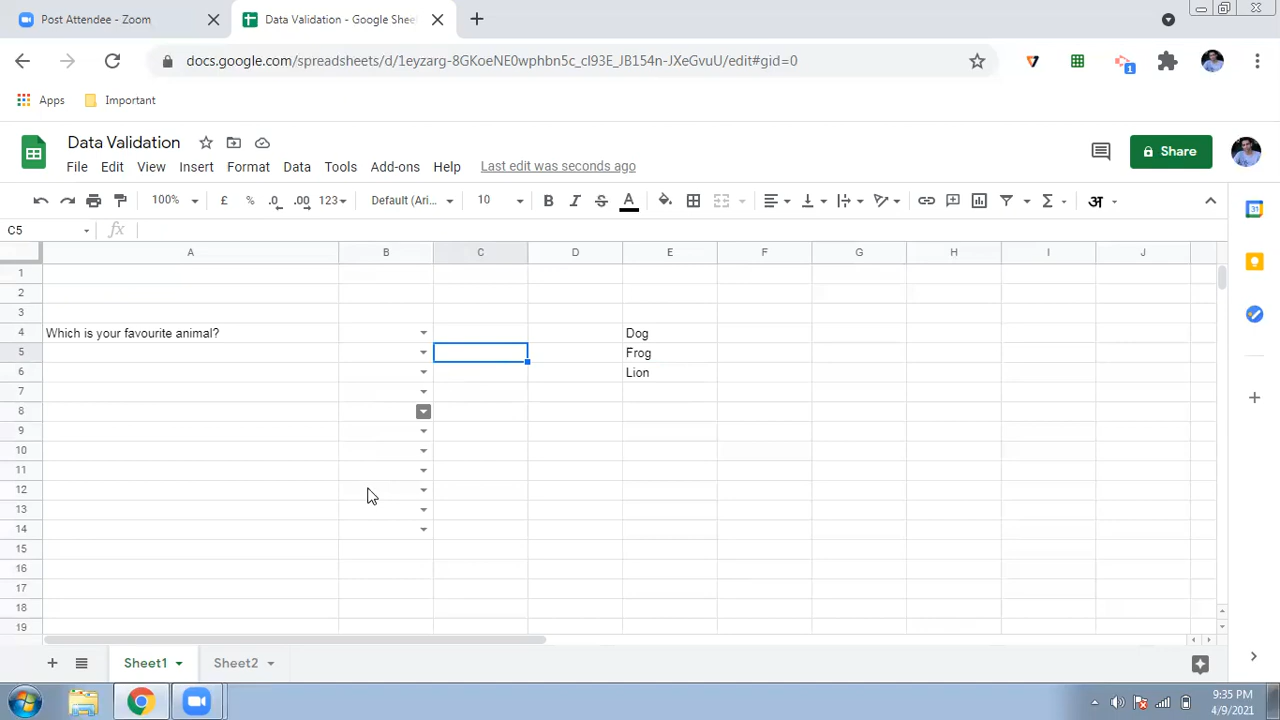 Post Attendee - Zoom
Data Validation - Google Shee
docs.google.com/spreadsheets/d/1eyzarg-8GKoeNE0wphbn5c_cI93E_JB154n-JXeGvuU/edit#gid=0
1
Apps
Important
Data Validation
File Edit View Insert Format Data Tools Add-ons Help Last edit was seconds ago
Share
100% £ % .0 .00 123 Default (Ari... 10 B I S A Σ अ
31
C5 fx
A B C D E F G H I J
1
2
3
4 Which is your favourite animal? Dog
5 Frog
6 Lion
7
8
9
10
11
12
13
14
15
16
17
18
19
Sheet1 Sheet2
9:35 PM
4/9/2021